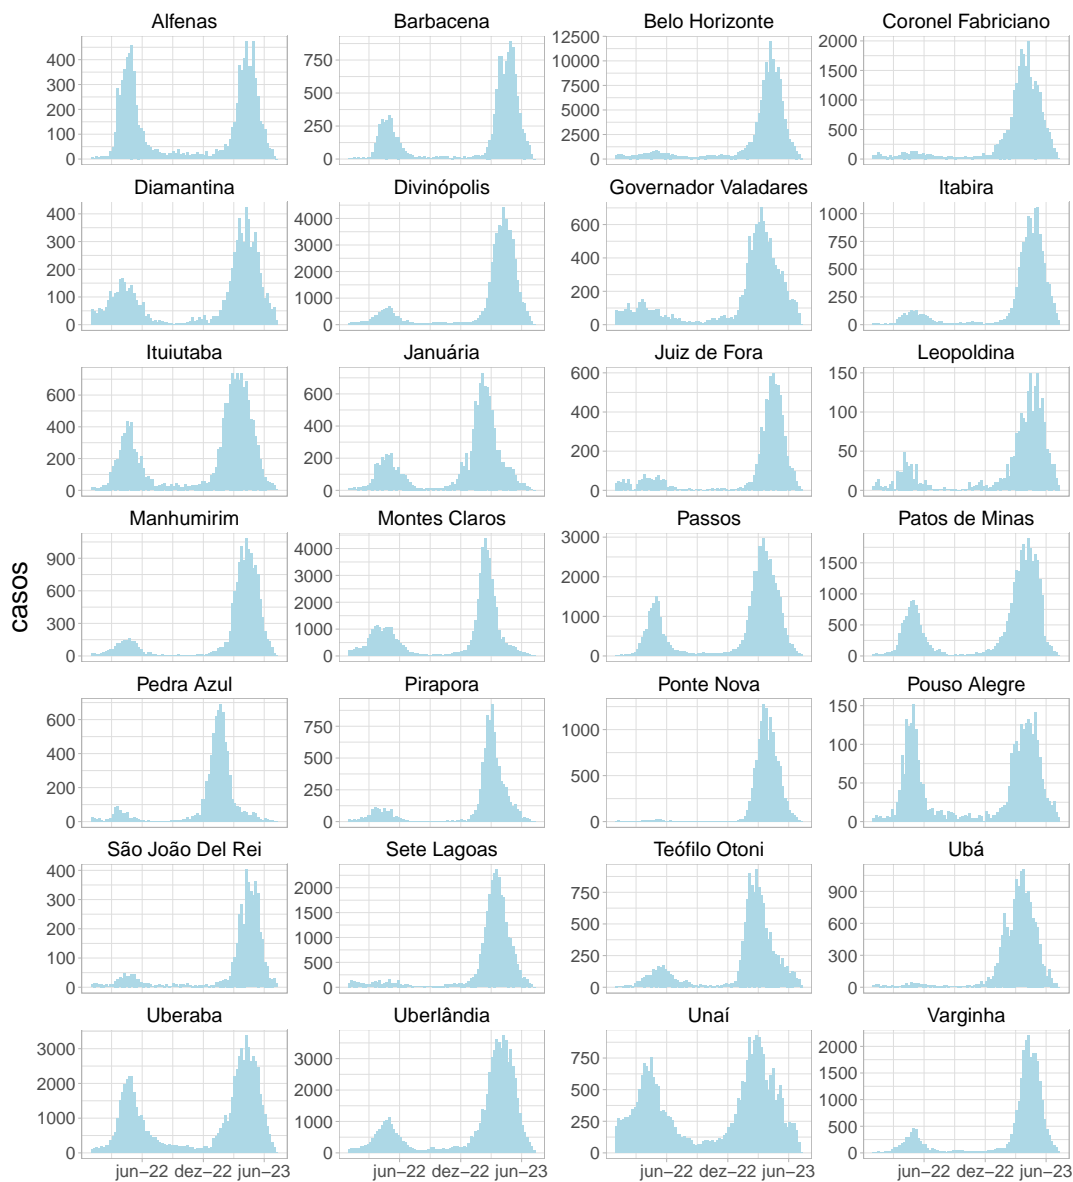 Alfenas Barbacena Belo Horizonte Coronel Fabriciano
400 300 200 100 0
750 500 250 0
12500 10000 7500 5000 2500 0
2000 1500 1000 500 0
Diamantina Divinópolis Governador Valadares Itabira
400 300 200 100 0
4000 3000 2000 1000 0
600 400 200 0
1000 750 500 250 0
Ituiutaba Januária Juiz de Fora Leopoldina
600 400 200 0
600 400 200 0
600 400 200 0
150 100 50 0
Manhumirim Montes Claros Passos Patos de Minas
casos
900 600 300 0
4000 3000 2000 1000 0
3000 2000 1000 0
1500 1000 500 0
Pedra Azul Pirapora Ponte Nova Pouso Alegre
600 400 200 0
750 500 250 0
1000 500 0
150 100 50 0
São João Del Rei Sete Lagoas Teófilo Otoni Ubá
400 300 200 100 0
2000 1500 1000 500 0
750 500 250 0
900 600 300 0
Uberaba Uberlândia Unaí Varginha
3000 2000 1000 0
3000 2000 1000 0
750 500 250 0
2000 1500 1000 500 0
jun−22 dez−22 jun−23 jun−22 dez−22 jun−23 jun−22 dez−22 jun−23 jun−22 dez−22 jun−23